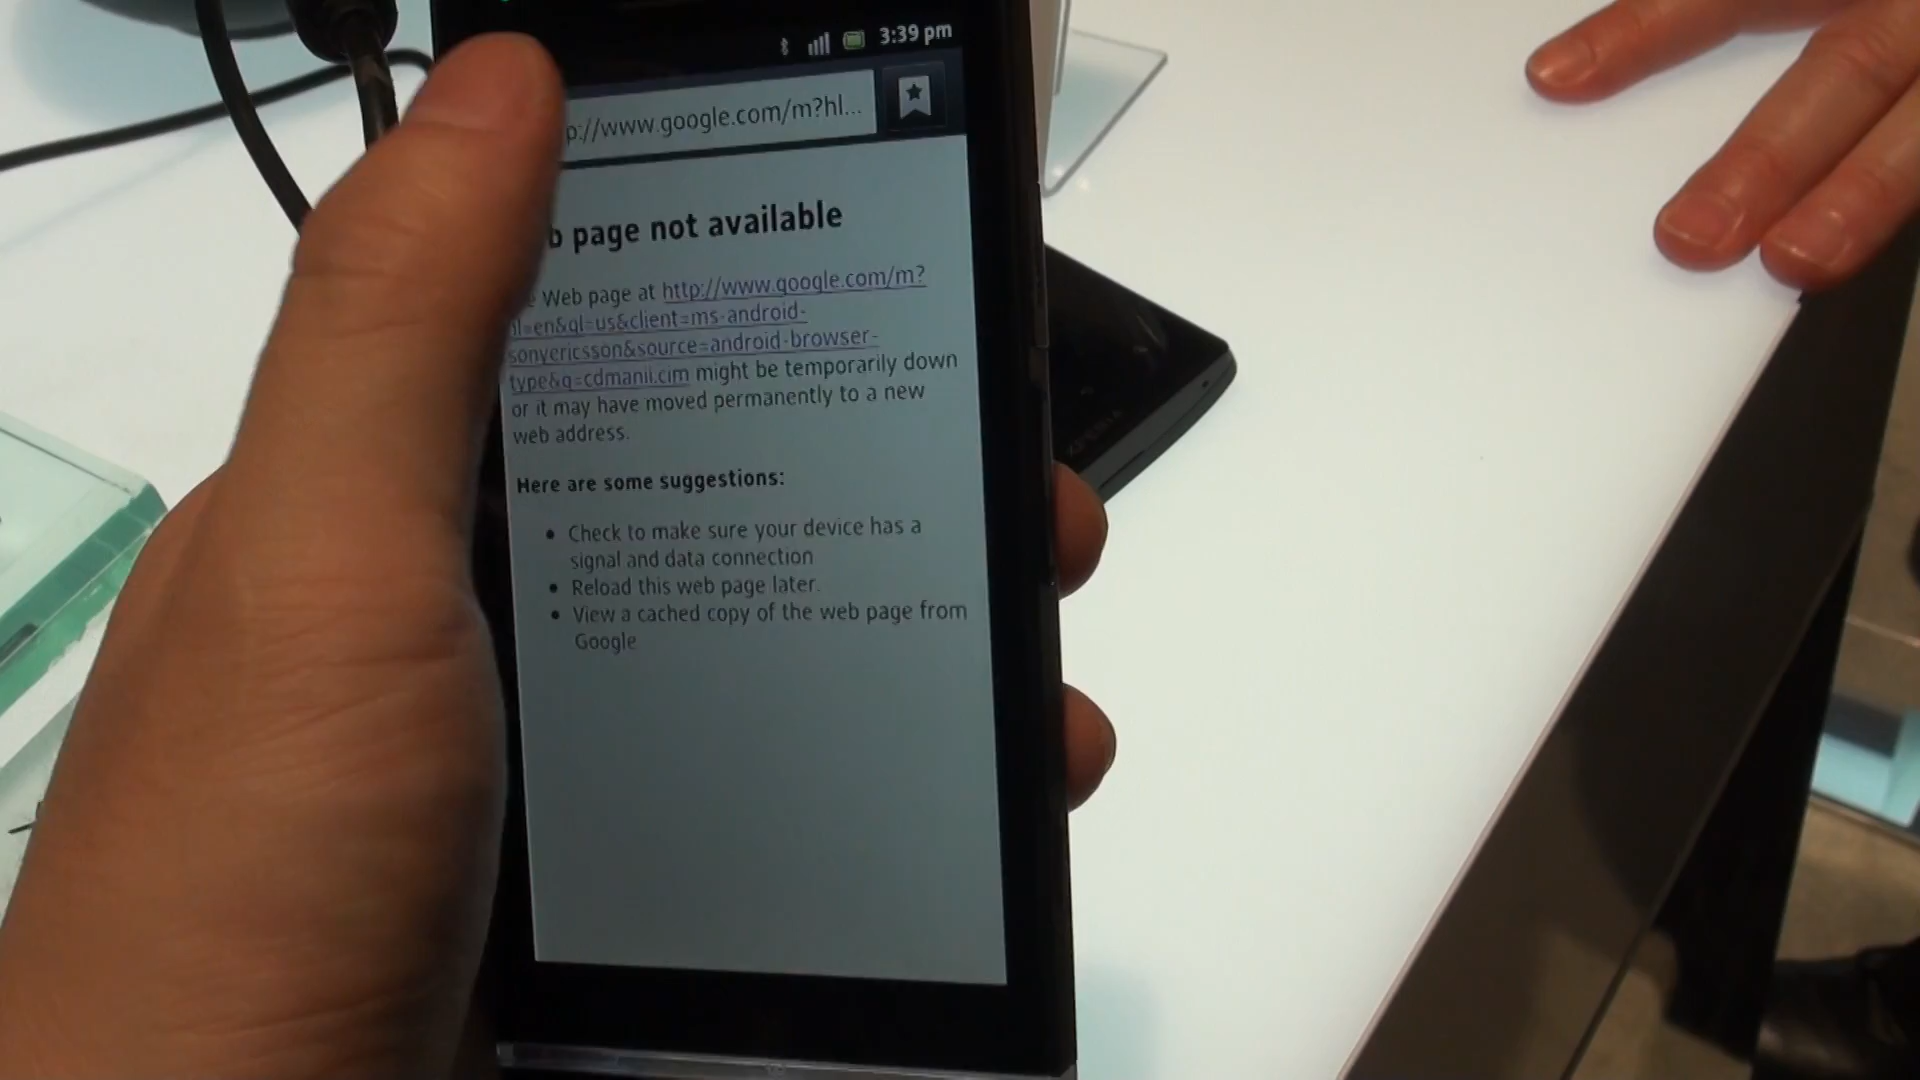 3:39 pm
p://www.google.com/m?hl...
b page not available
Web page at http://www.google.com/m?
hl=en&gl=us&client=ms-android-
sonyericsson&source=android-browser-
type&q=cdmanii.cim might be temporarily down
or it may have moved permanently to a new
web address.
Here are some suggestions:
• Check to make sure your device has a
signal and data connection
• Reload this web page later.
• View a cached copy of the web page from
Google
XPERIA